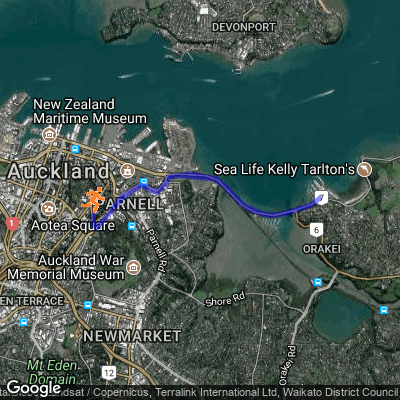 DEVONPORT
New Zealand
Maritime Museum
Auckland
Sea Life Kelly Tarlton's
ARNELL
1
Aotea Square
6
ORAKEI
Parnell Rd
Auckland War
Memorial Museum
EN TERRACE
Shore Rd
NEWMARKET
Orakei Rd
Mt Eden
Domain
12
Google
dsat / Copernicus, Terralink International Ltd, Waikato District Council